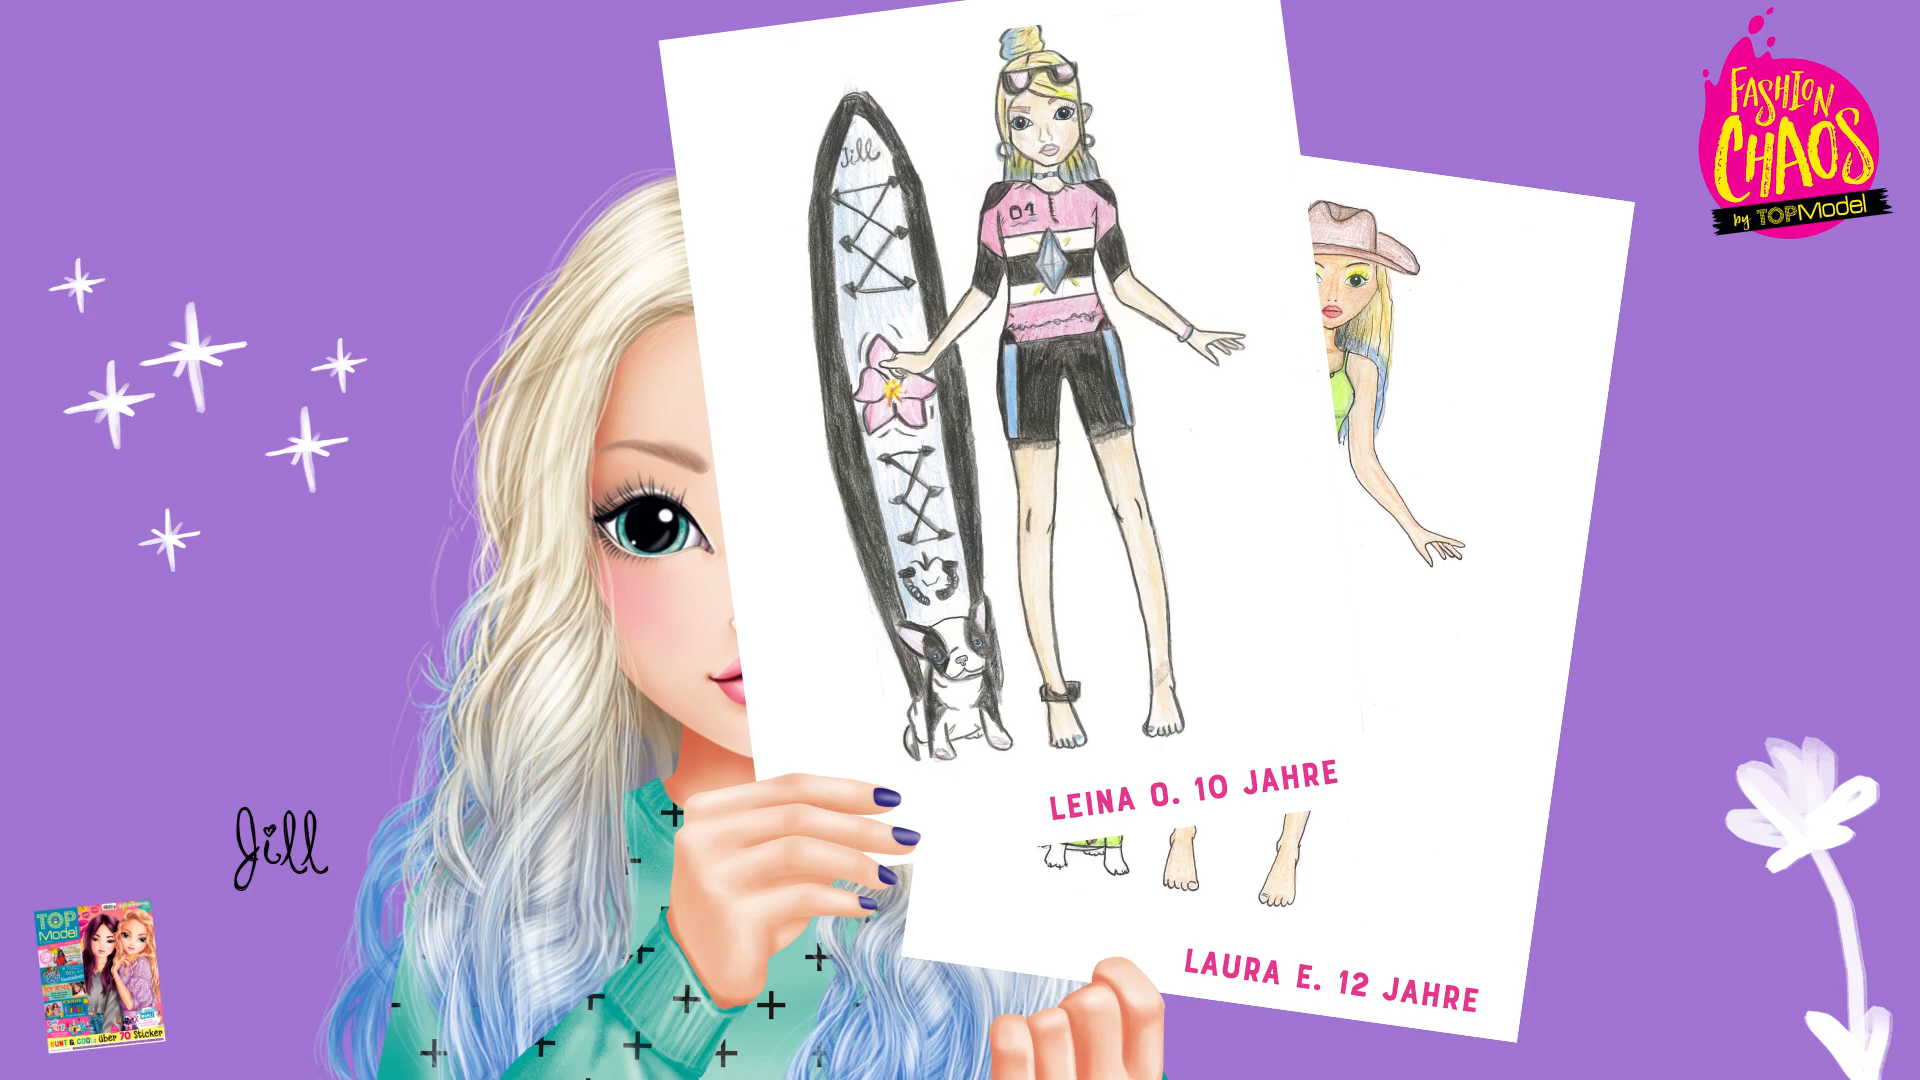 FASHION
CHAOS
by TOPModel
Jill
01
LEINA O. 10 JAHRE
LAURA E. 12 JAHRE
Jill
TOP
Model
BUNT & COOL: über 70 Sticker